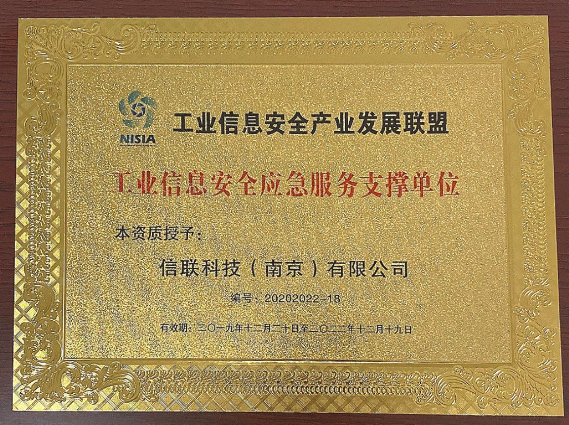 NISIA
工业信息安全产业发展联盟
工业信息安全应急服务支撑单位
本资质授予：
信联科技（南京）有限公司
编号：20202022-18
有效期：二〇一九年十二月二十日至二〇二二年十二月十九日